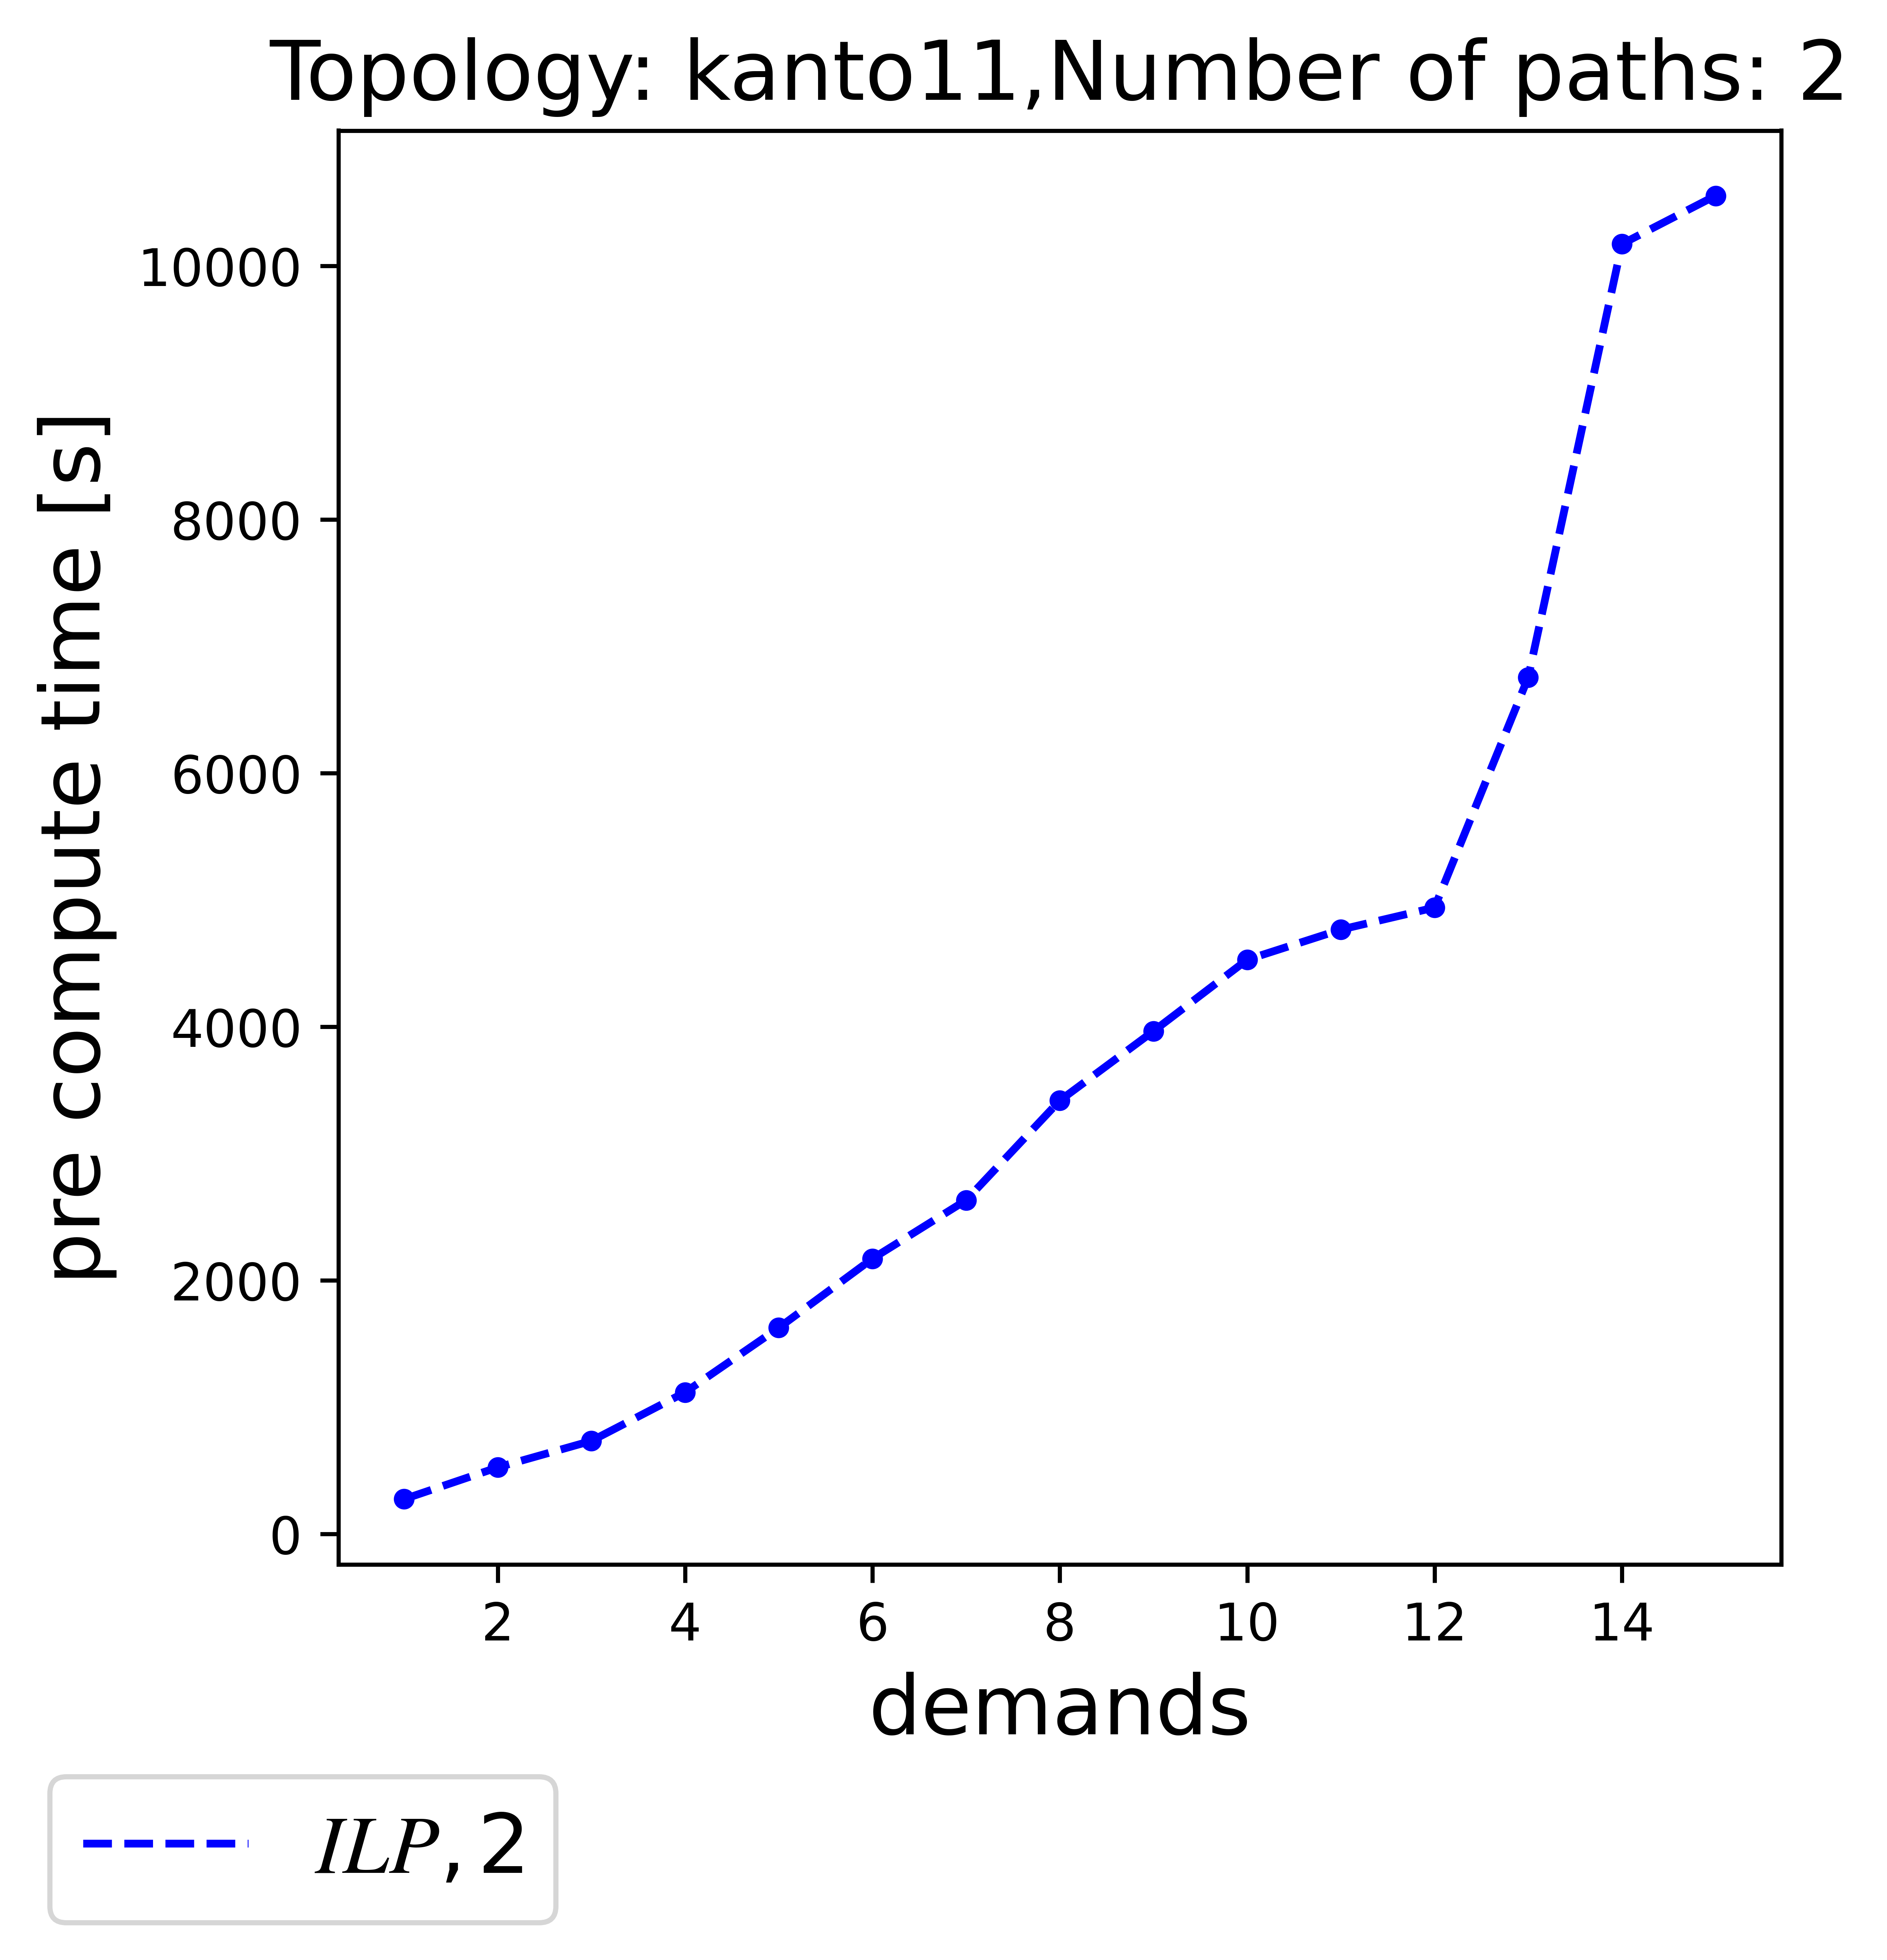 Topology: kanto11,Number of paths: 2
pre compute time [s]
10000
8000
6000
4000
2000
0
2 4 6 8 10 12 14
demands
ILP, 2